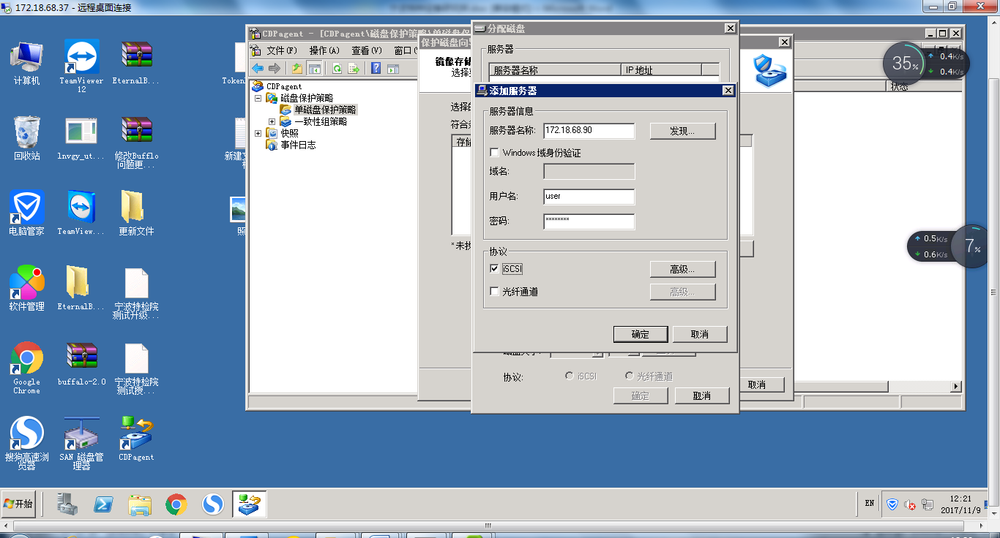 172.18.68.37 - 远程桌面连接
计算机
TeamViewer
12
EternalB...
回收站
lnvgy_ut...
修改Bufflo
问题更...
电脑管家
TeamView...
更新文件
软件管理
EternalB...
宁波特检院
测试升级...
Google
Chrome
buffalo-2.0
宁波特检院
测试授...
搜狗高速浏
览器
SAN 磁盘管
理器
CDPagent
Token
新建文
照
CDPagent - [CDPagent\磁盘保护策略\单磁盘保
文件(F) 操作(A) 查看(V) 窗口(
CDPagent
磁盘保护策略
单磁盘保护策略
一致性组策略
快照
事件日志
状态
保护磁盘向导
镜像存储
选择
选择的
符合条
存储
*未找
取消
分配磁盘
服务器
服务器名称 IP 地址
添加服务器
服务器信息
服务器名称: 172.18.68.90 发现...
Windows 域身份验证
域名:
用户名: user
密码: ********
协议
iSCSI 高级...
光纤通道 高级...
确定 取消
磁盘大小:
协议: iSCSI 光纤通道
确定 取消
35% 0.4K/s
0.4K/s
0.5K/s
0.6K/s
7%
开始
EN
12:21
2017/11/9